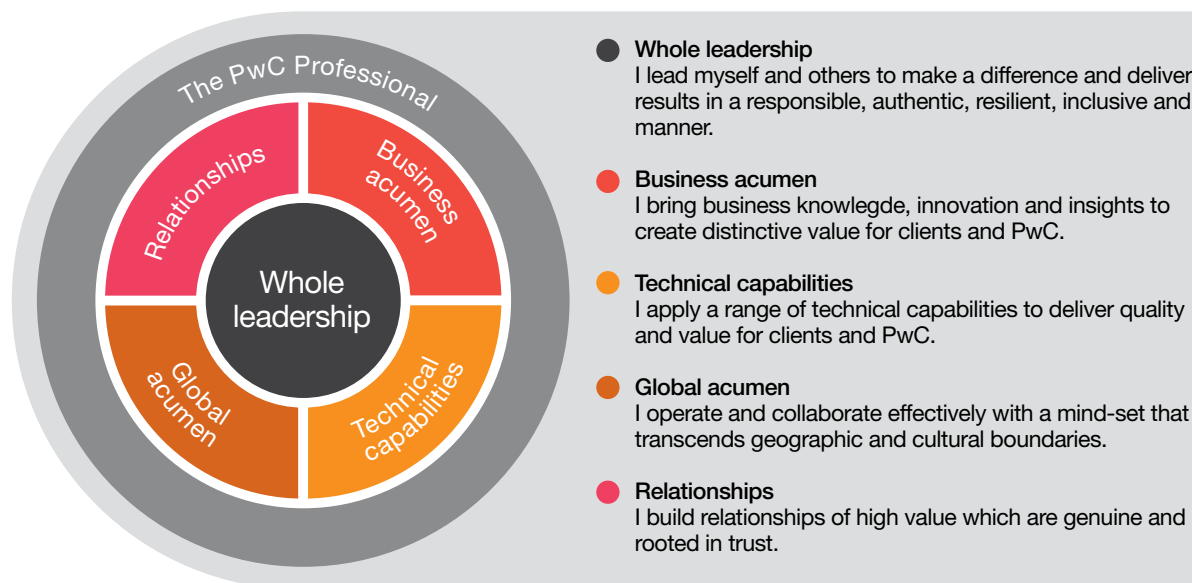 The PwC Professional
Relationships
Business
acumen
Whole
leadership
Global
acumen
Technical
capabilities
Whole leadership
I lead myself and others to make a difference and deliver
results in a responsible, authentic, resilient, inclusive and
manner.
Business acumen
I bring business knowlegde, innovation and insights to
create distinctive value for clients and PwC.
Technical capabilities
I apply a range of technical capabilities to deliver quality
and value for clients and PwC.
Global acumen
I operate and collaborate effectively with a mind-set that
transcends geographic and cultural boundaries.
Relationships
I build relationships of high value which are genuine and
rooted in trust.